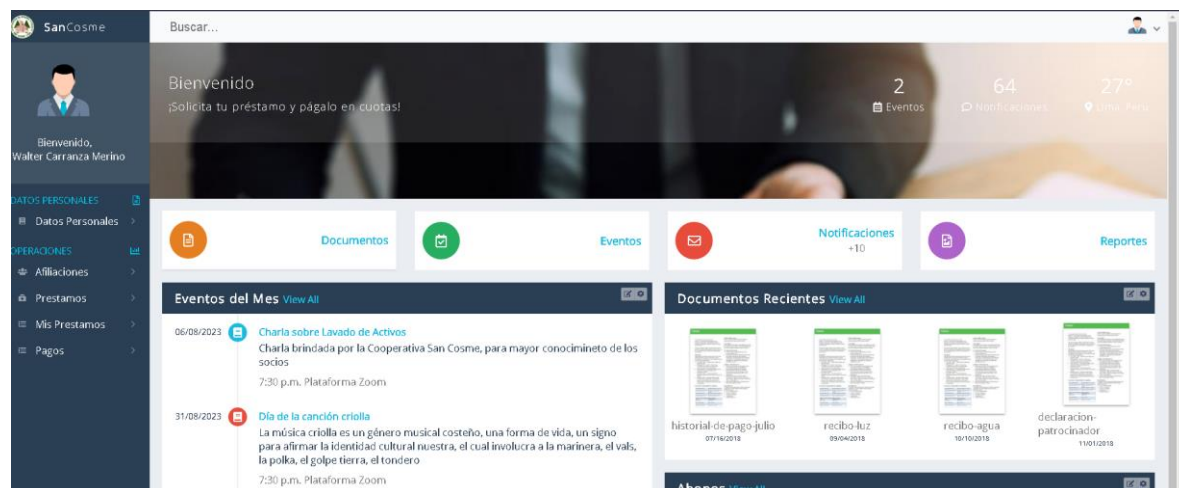 SanCosme
Buscar...
Bienvenido,
Walter Carranza Merino
DATOS PERSONALES
Datos Personales
OPERACIONES
Afiliaciones
Prestamos
Mis Prestamos
Pagos
Bienvenido
¡Solicita tu préstamo y págalo en cuotas!
2
Eventos
64
Notificaciones
27°
Lima, Perú
Documentos
Eventos
Notificaciones
+10
Reportes
Eventos del Mes View All
06/08/2023 Charla sobre Lavado de Activos
Charla brindada por la Cooperativa San Cosme, para mayor conocimineto de los
socios
7:30 p.m. Plataforma Zoom
31/08/2023 Día de la canción criolla
La música criolla es un género musical costeño, una forma de vida, un signo
para afirmar la identidad cultural nuestra, el cual involucra a la marinera, el vals,
la polka, el golpe tierra, el tondero
7:30 p.m. Plataforma Zoom
Documentos Recientes View All
historial-de-pago-julio
07/16/2018
recibo-luz
09/04/2018
recibo-agua
10/10/2018
declaracion-
patrocinador
11/01/2018
Abonos View All